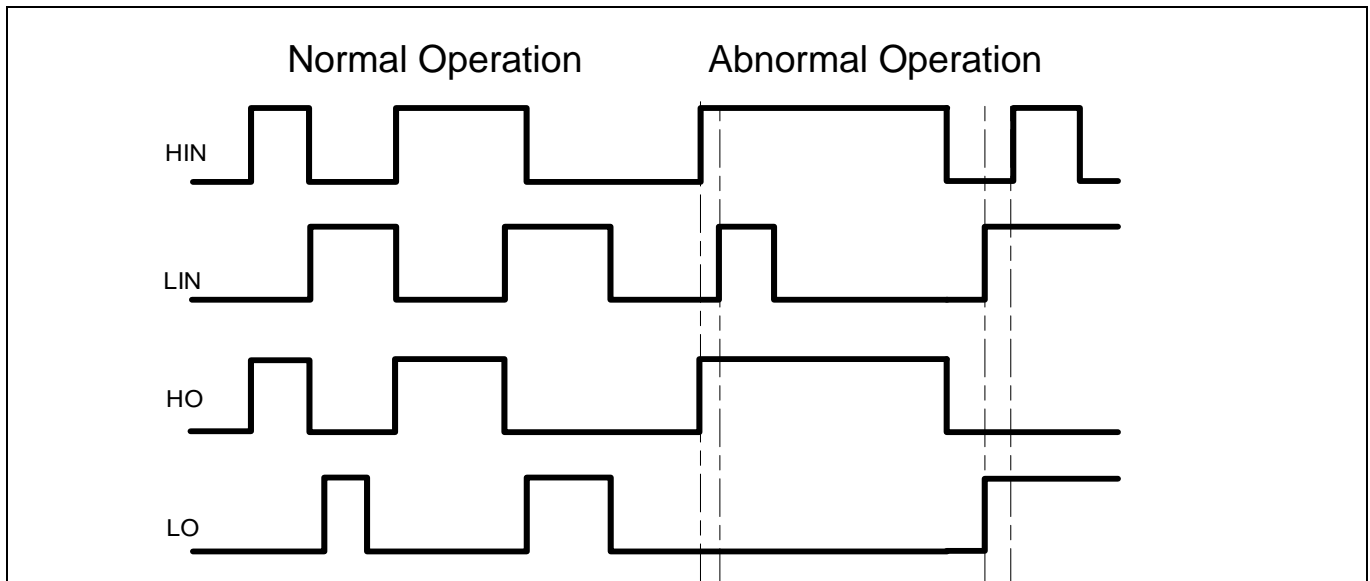 Normal Operation Abnormal Operation
HIN
LIN
HO
LO